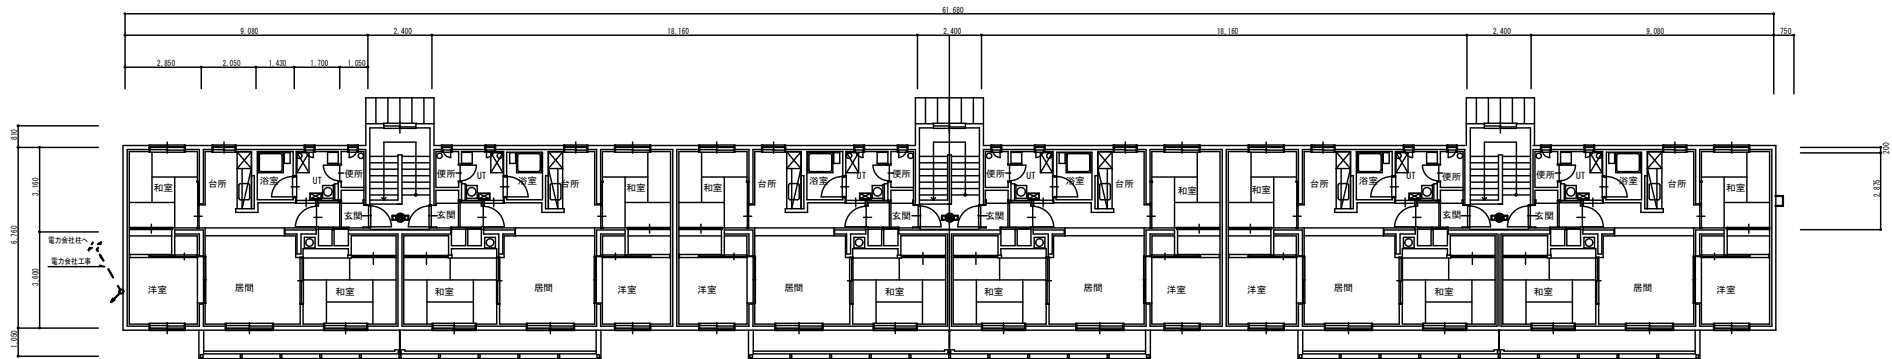 61.680
9.080 2.400 18.160 2.400 18.160 2.400 9.080 750
2.850 2.050 1.430 1.700 1.050
810
3.160
6.760
3.600
1.050
200
2.875
和室 台所 浴室 UT 便所 便所 UT 浴室 台所 和室 和室 台所 浴室 UT 便所 便所 UT 浴室 台所 和室 和室 台所 浴室 UT 便所 便所 UT 浴室 台所 和室
玄関 玄関 玄関 玄関 玄関 玄関
電力会社柱へ
電力会社工事
洋室 居間 和室 和室 居間 洋室 洋室 居間 和室 和室 居間 洋室 洋室 居間 和室 和室 居間 洋室